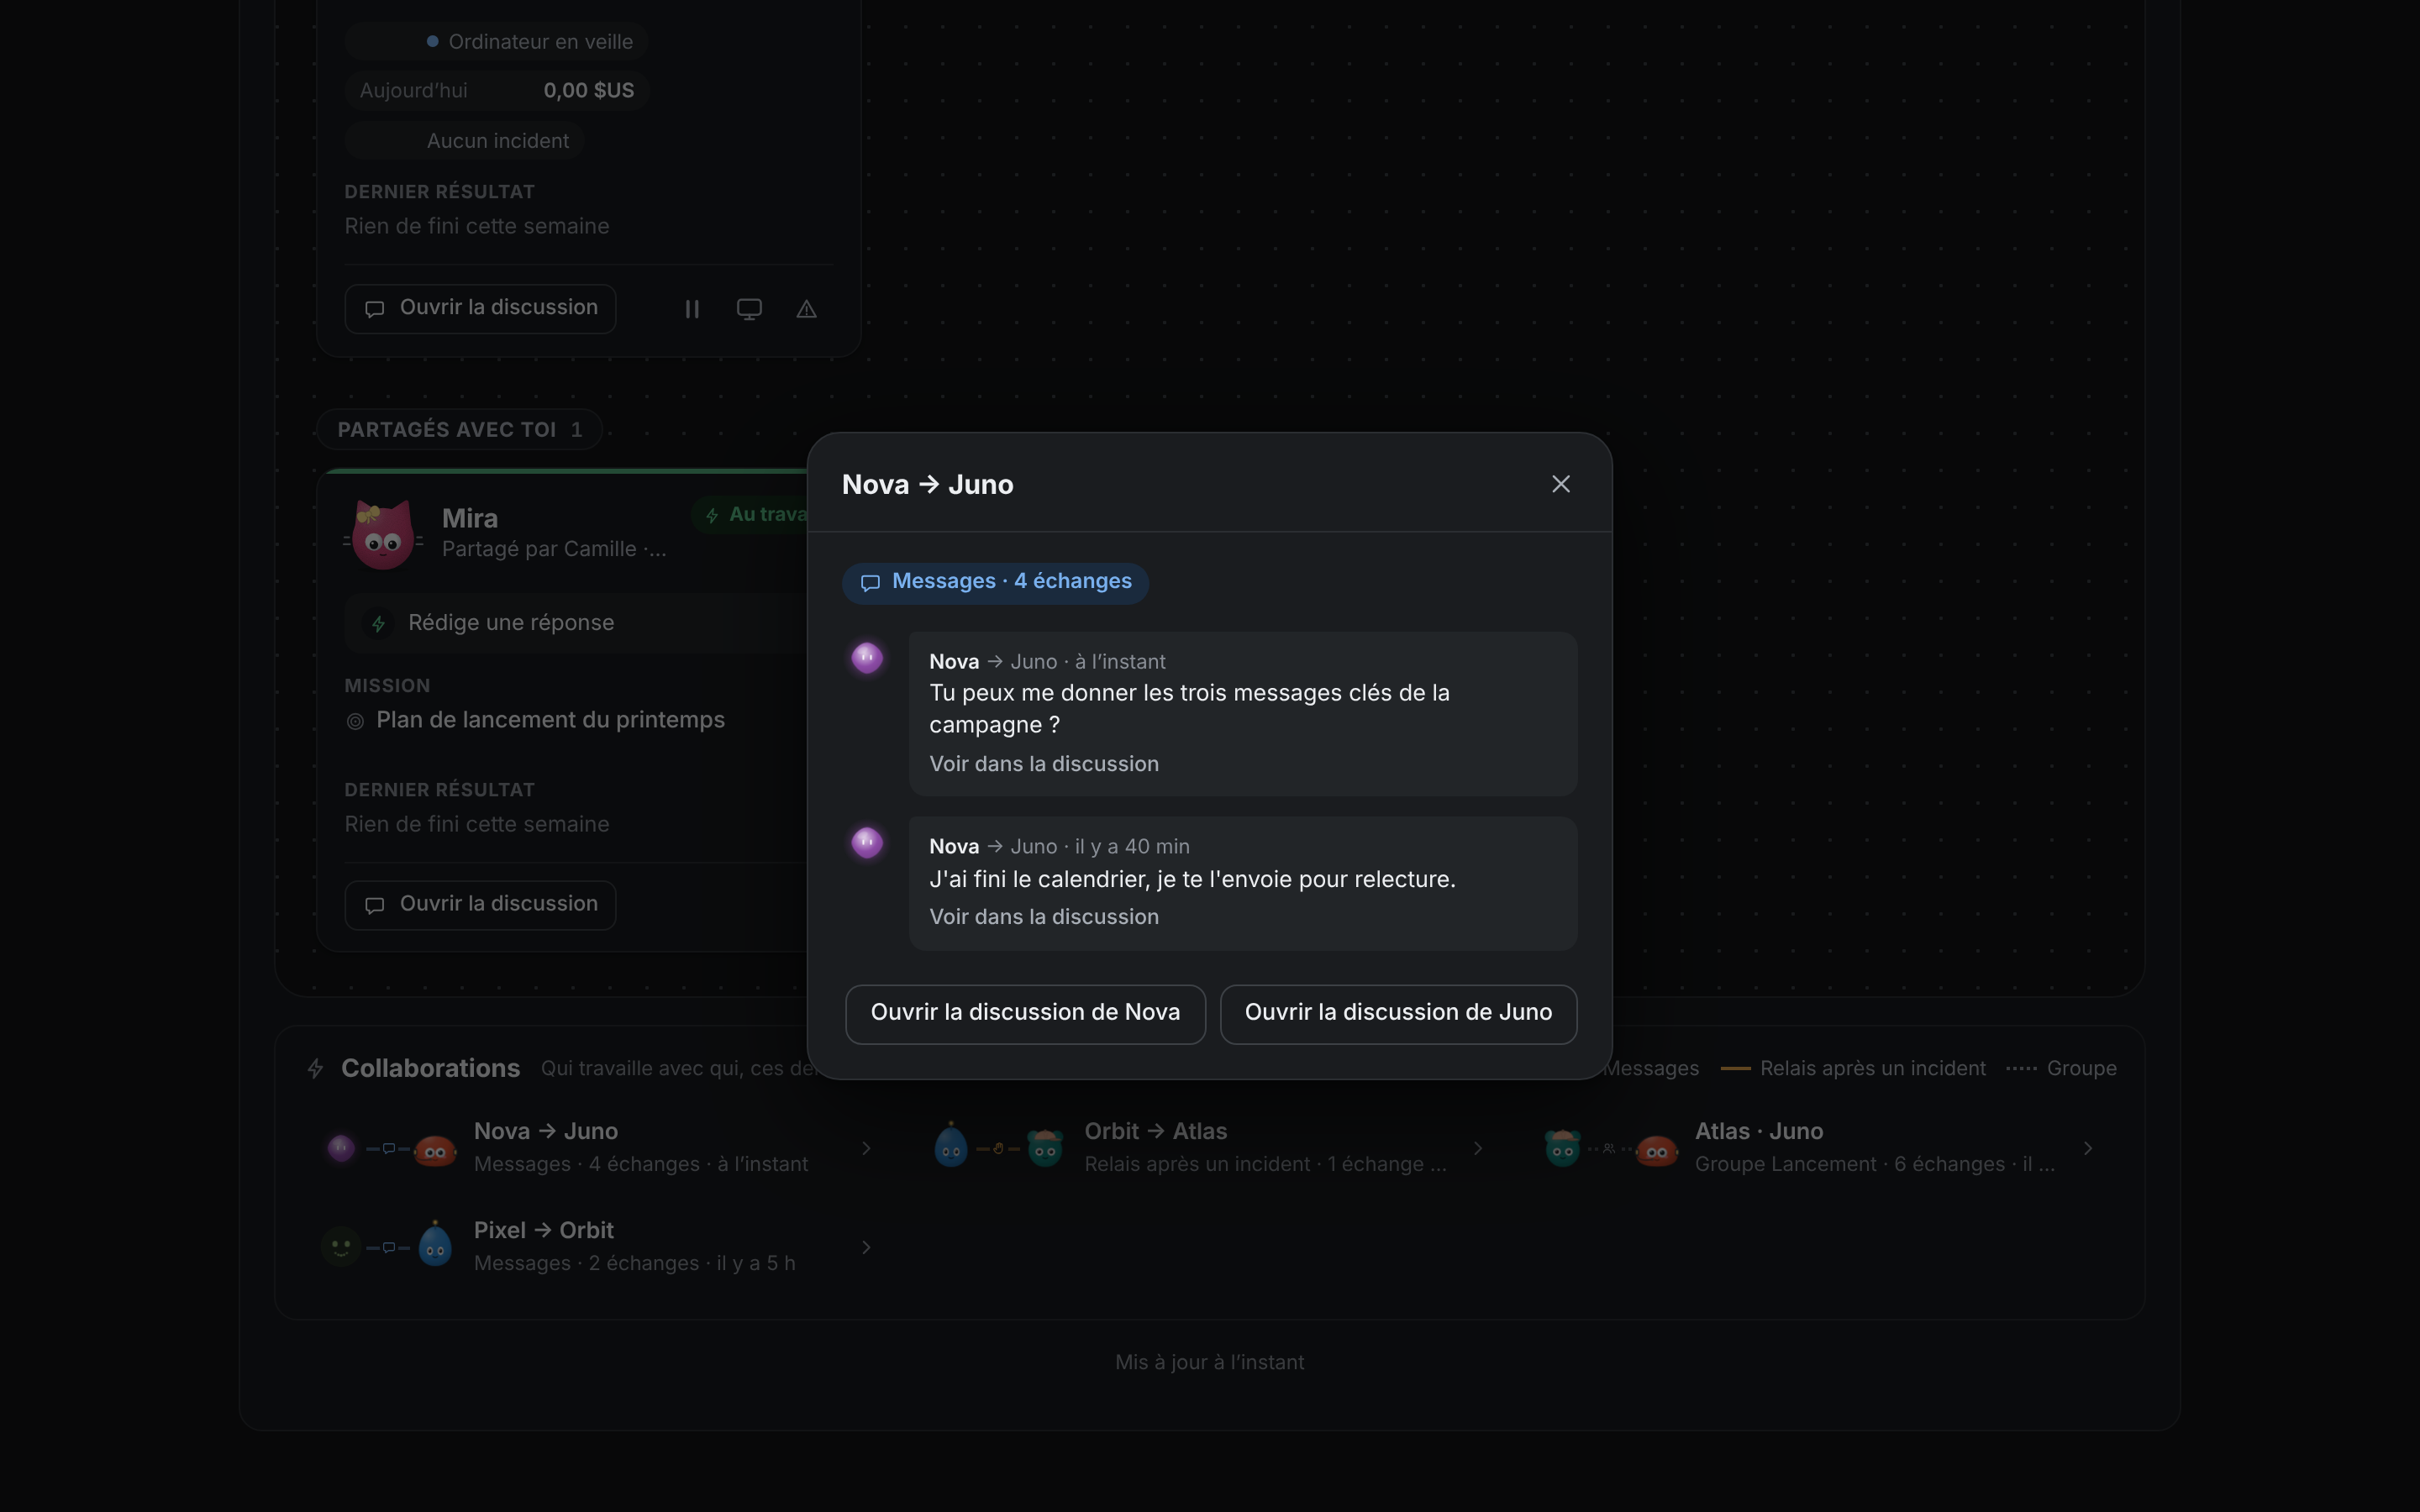 Ordinateur en veille
Aujourd’hui 0,00 $US
Aucun incident
DERNIER RÉSULTAT
Rien de fini cette semaine
Ouvrir la discussion
PARTAGÉS AVEC TOI 1
Mira
Au trava
Partagé par Camille ·...
Rédige une réponse
MISSION
Plan de lancement du printemps
DERNIER RÉSULTAT
Rien de fini cette semaine
Ouvrir la discussion
Nova → Juno
Messages · 4 échanges
Nova → Juno · à l’instant
Tu peux me donner les trois messages clés de la
campagne ?
Voir dans la discussion
Nova → Juno · il y a 40 min
J'ai fini le calendrier, je te l'envoie pour relecture.
Voir dans la discussion
Ouvrir la discussion de Nova
Ouvrir la discussion de Juno
Collaborations Qui travaille avec qui, ces
Messages Relais après un incident Groupe
Nova → Juno
Messages · 4 échanges · à l’instant
Orbit → Atlas
Relais après un incident · 1 échange ...
Atlas · Juno
Groupe Lancement · 6 échanges · il ...
Pixel → Orbit
Messages · 2 échanges · il y a 5 h
Mis à jour à l’instant